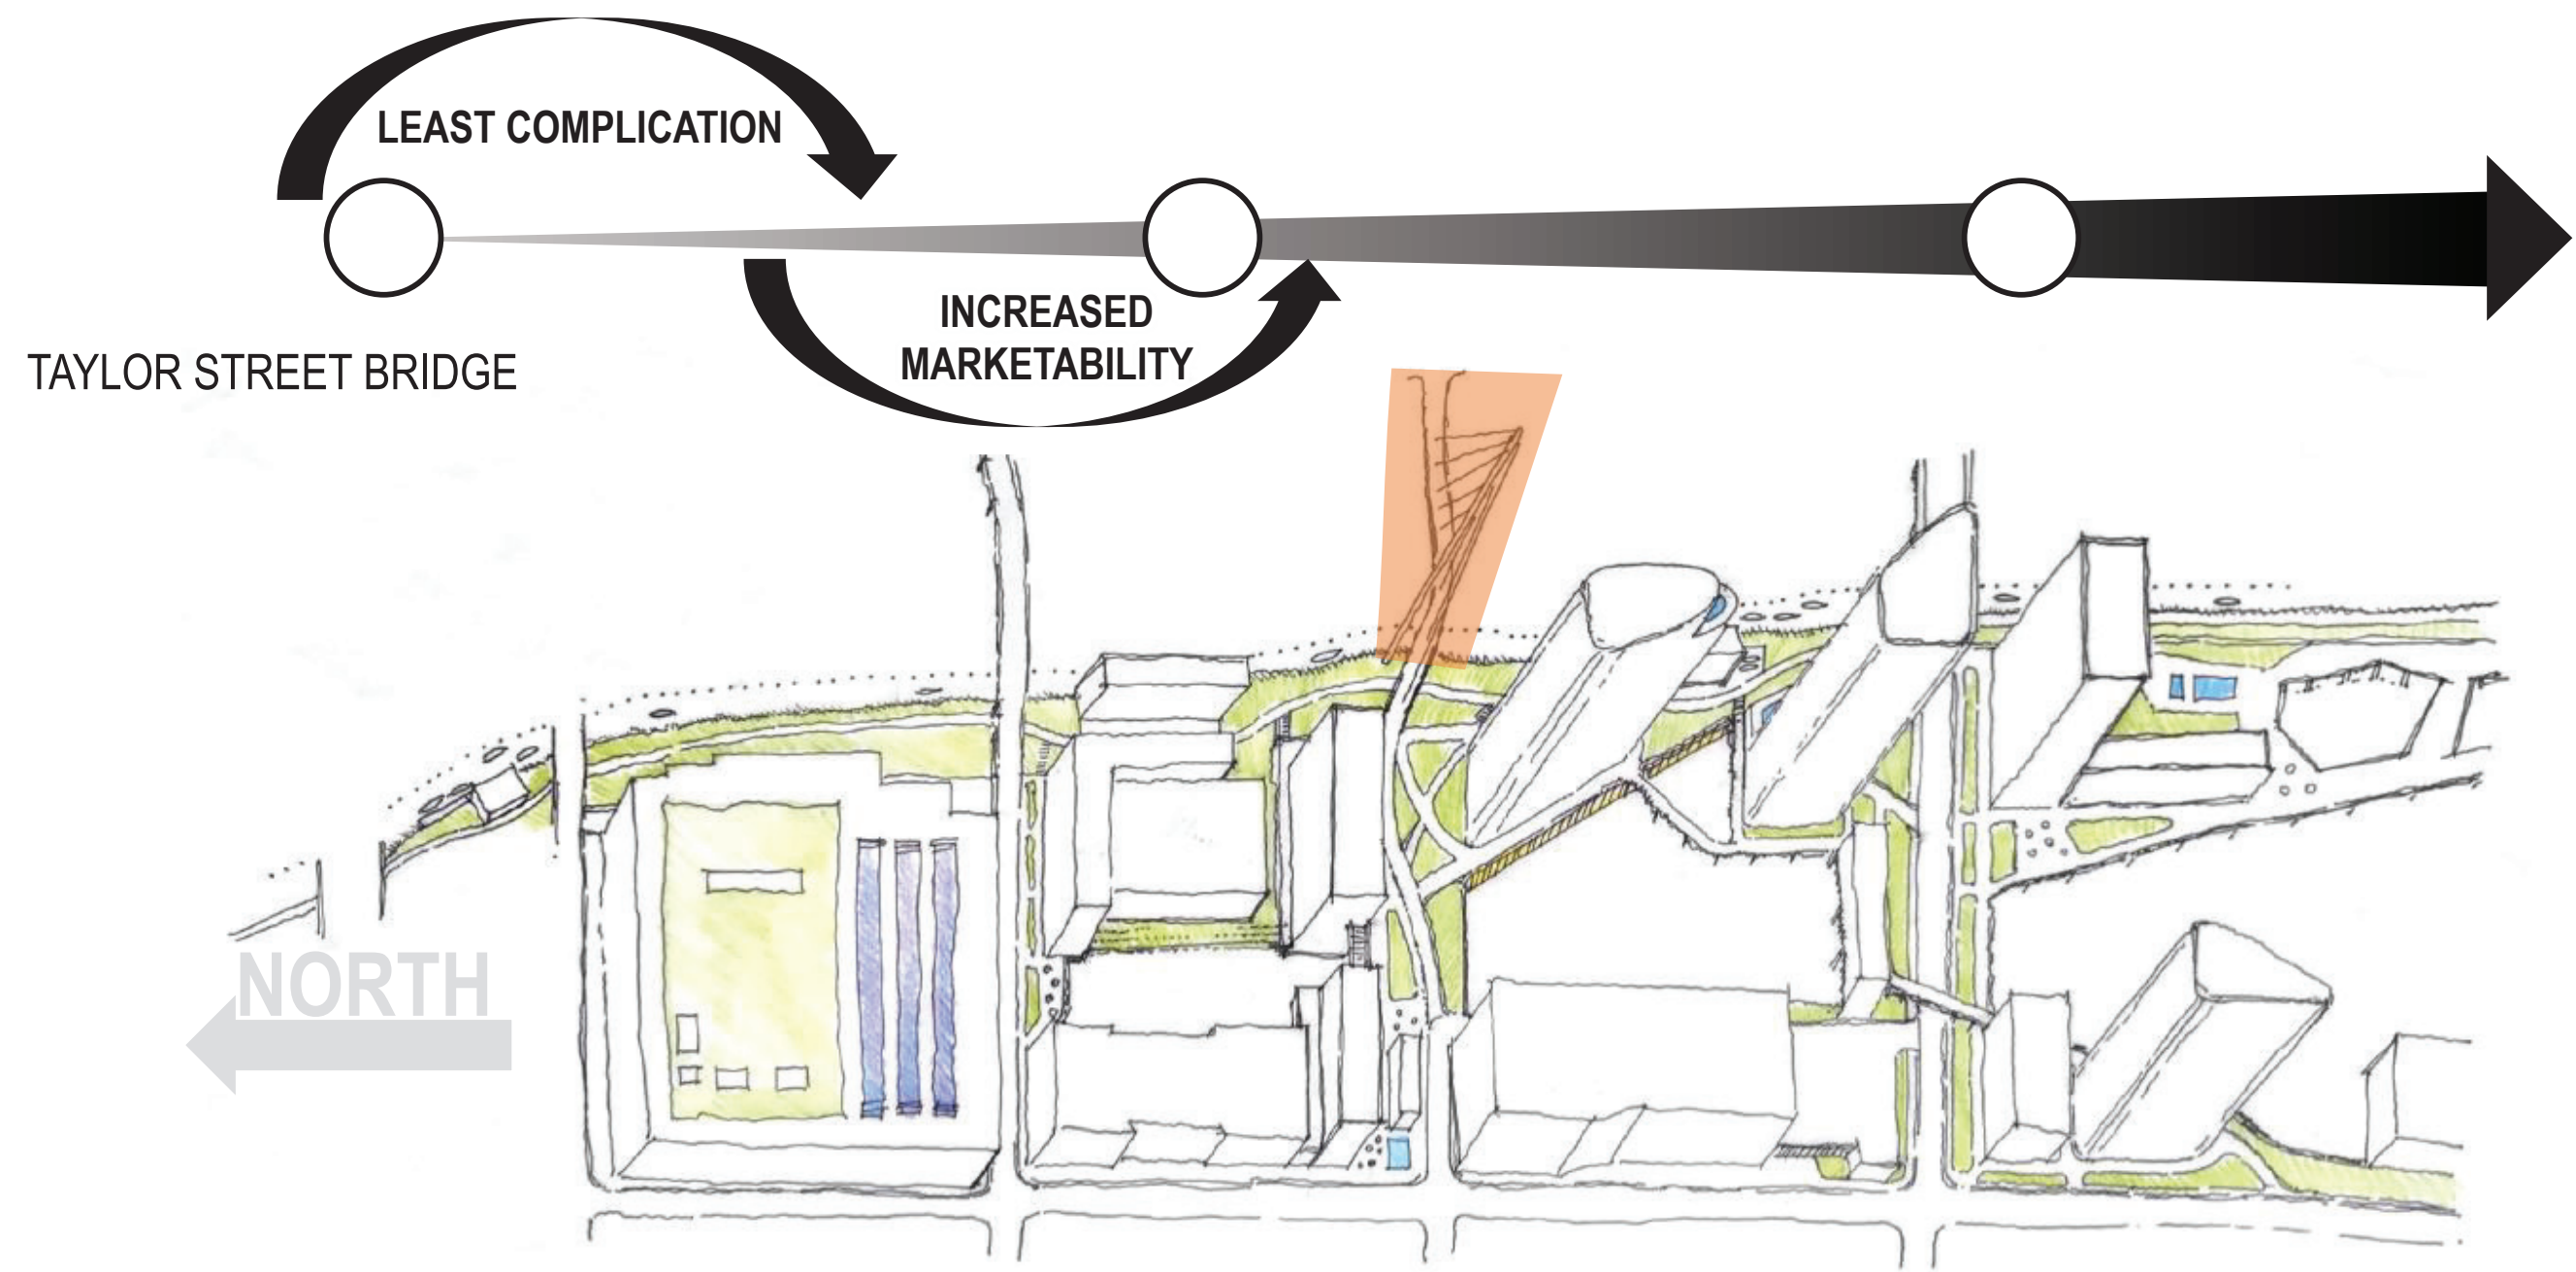 LEAST COMPLICATION
INCREASED
MARKETABILITY
TAYLOR STREET BRIDGE
NORTH